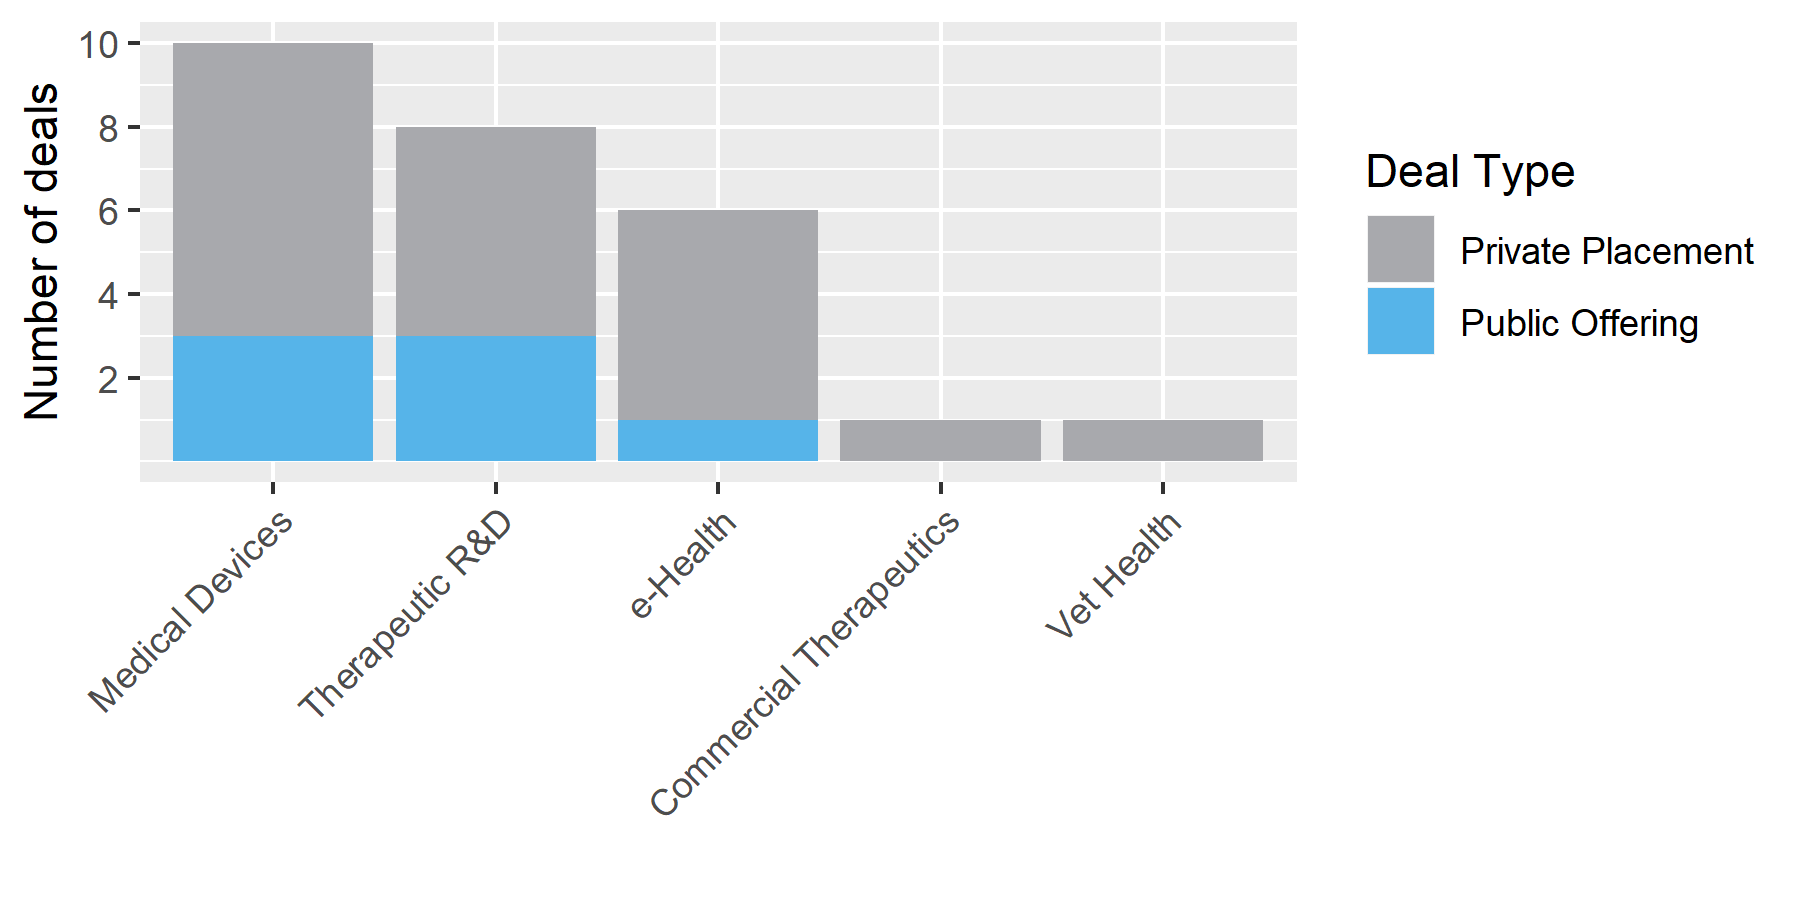 Number of deals
10
8
6
4
2
Medical Devices
Therapeutic R&D
e-Health
Commercial Therapeutics
Vet Health
Deal Type
Private Placement
Public Offering